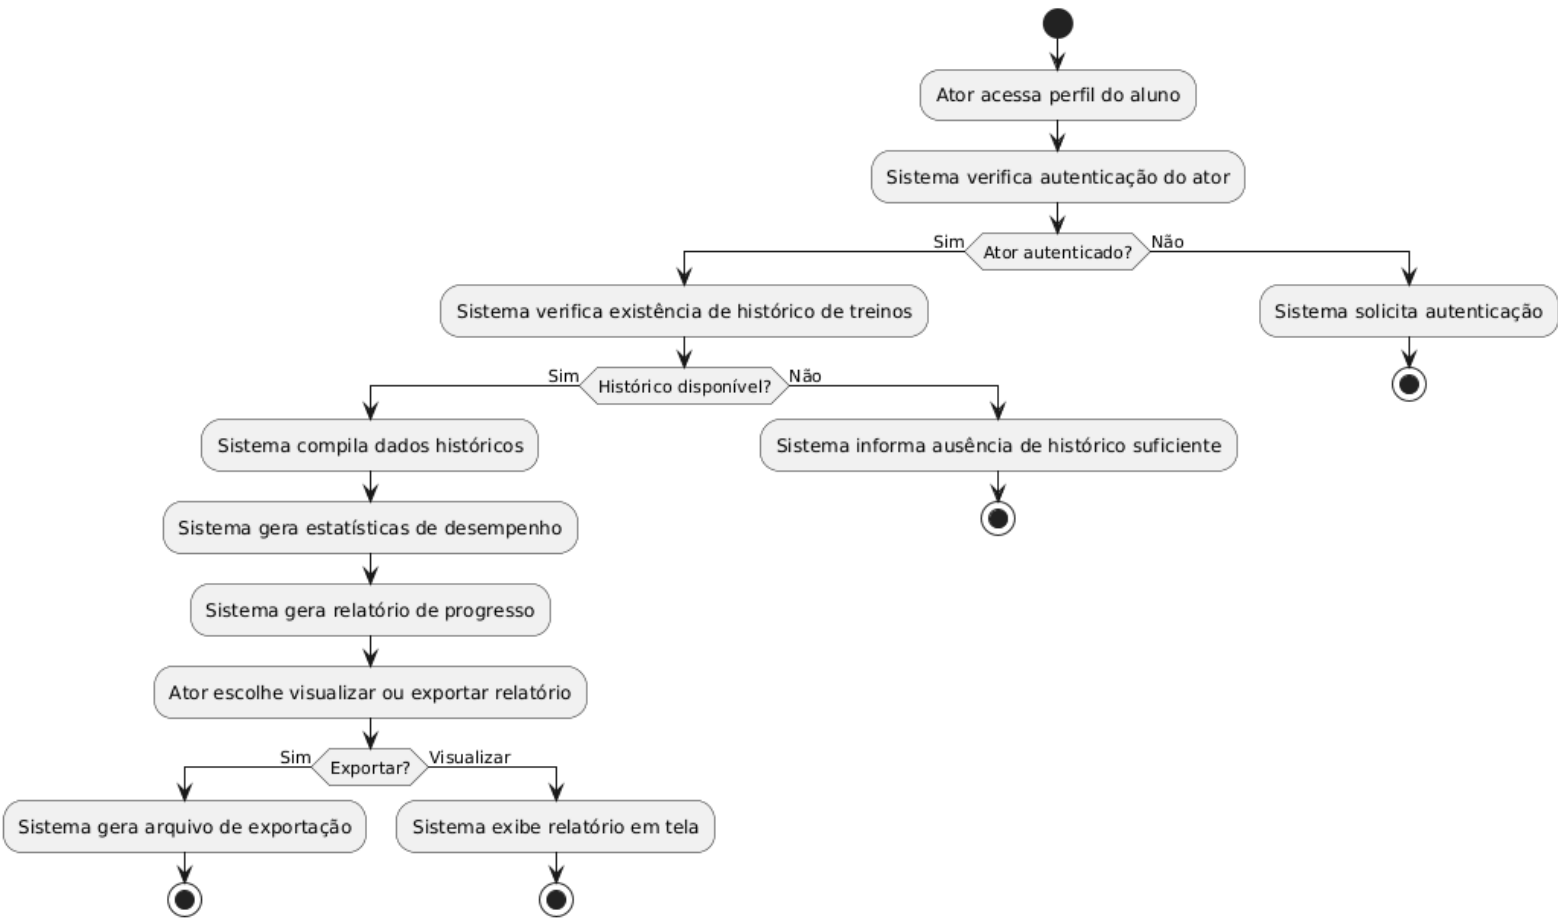 Ator acessa perfil do aluno
Sistema verifica autenticação do ator
Sim
Ator autenticado?
Não
Sistema verifica existência de histórico de treinos
Sistema solicita autenticação
Sim
Histórico disponível?
Não
Sistema compila dados históricos
Sistema informa ausência de histórico suficiente
Sistema gera estatísticas de desempenho
Sistema gera relatório de progresso
Ator escolhe visualizar ou exportar relatório
Sim
Exportar?
Visualizar
Sistema gera arquivo de exportação
Sistema exibe relatório em tela